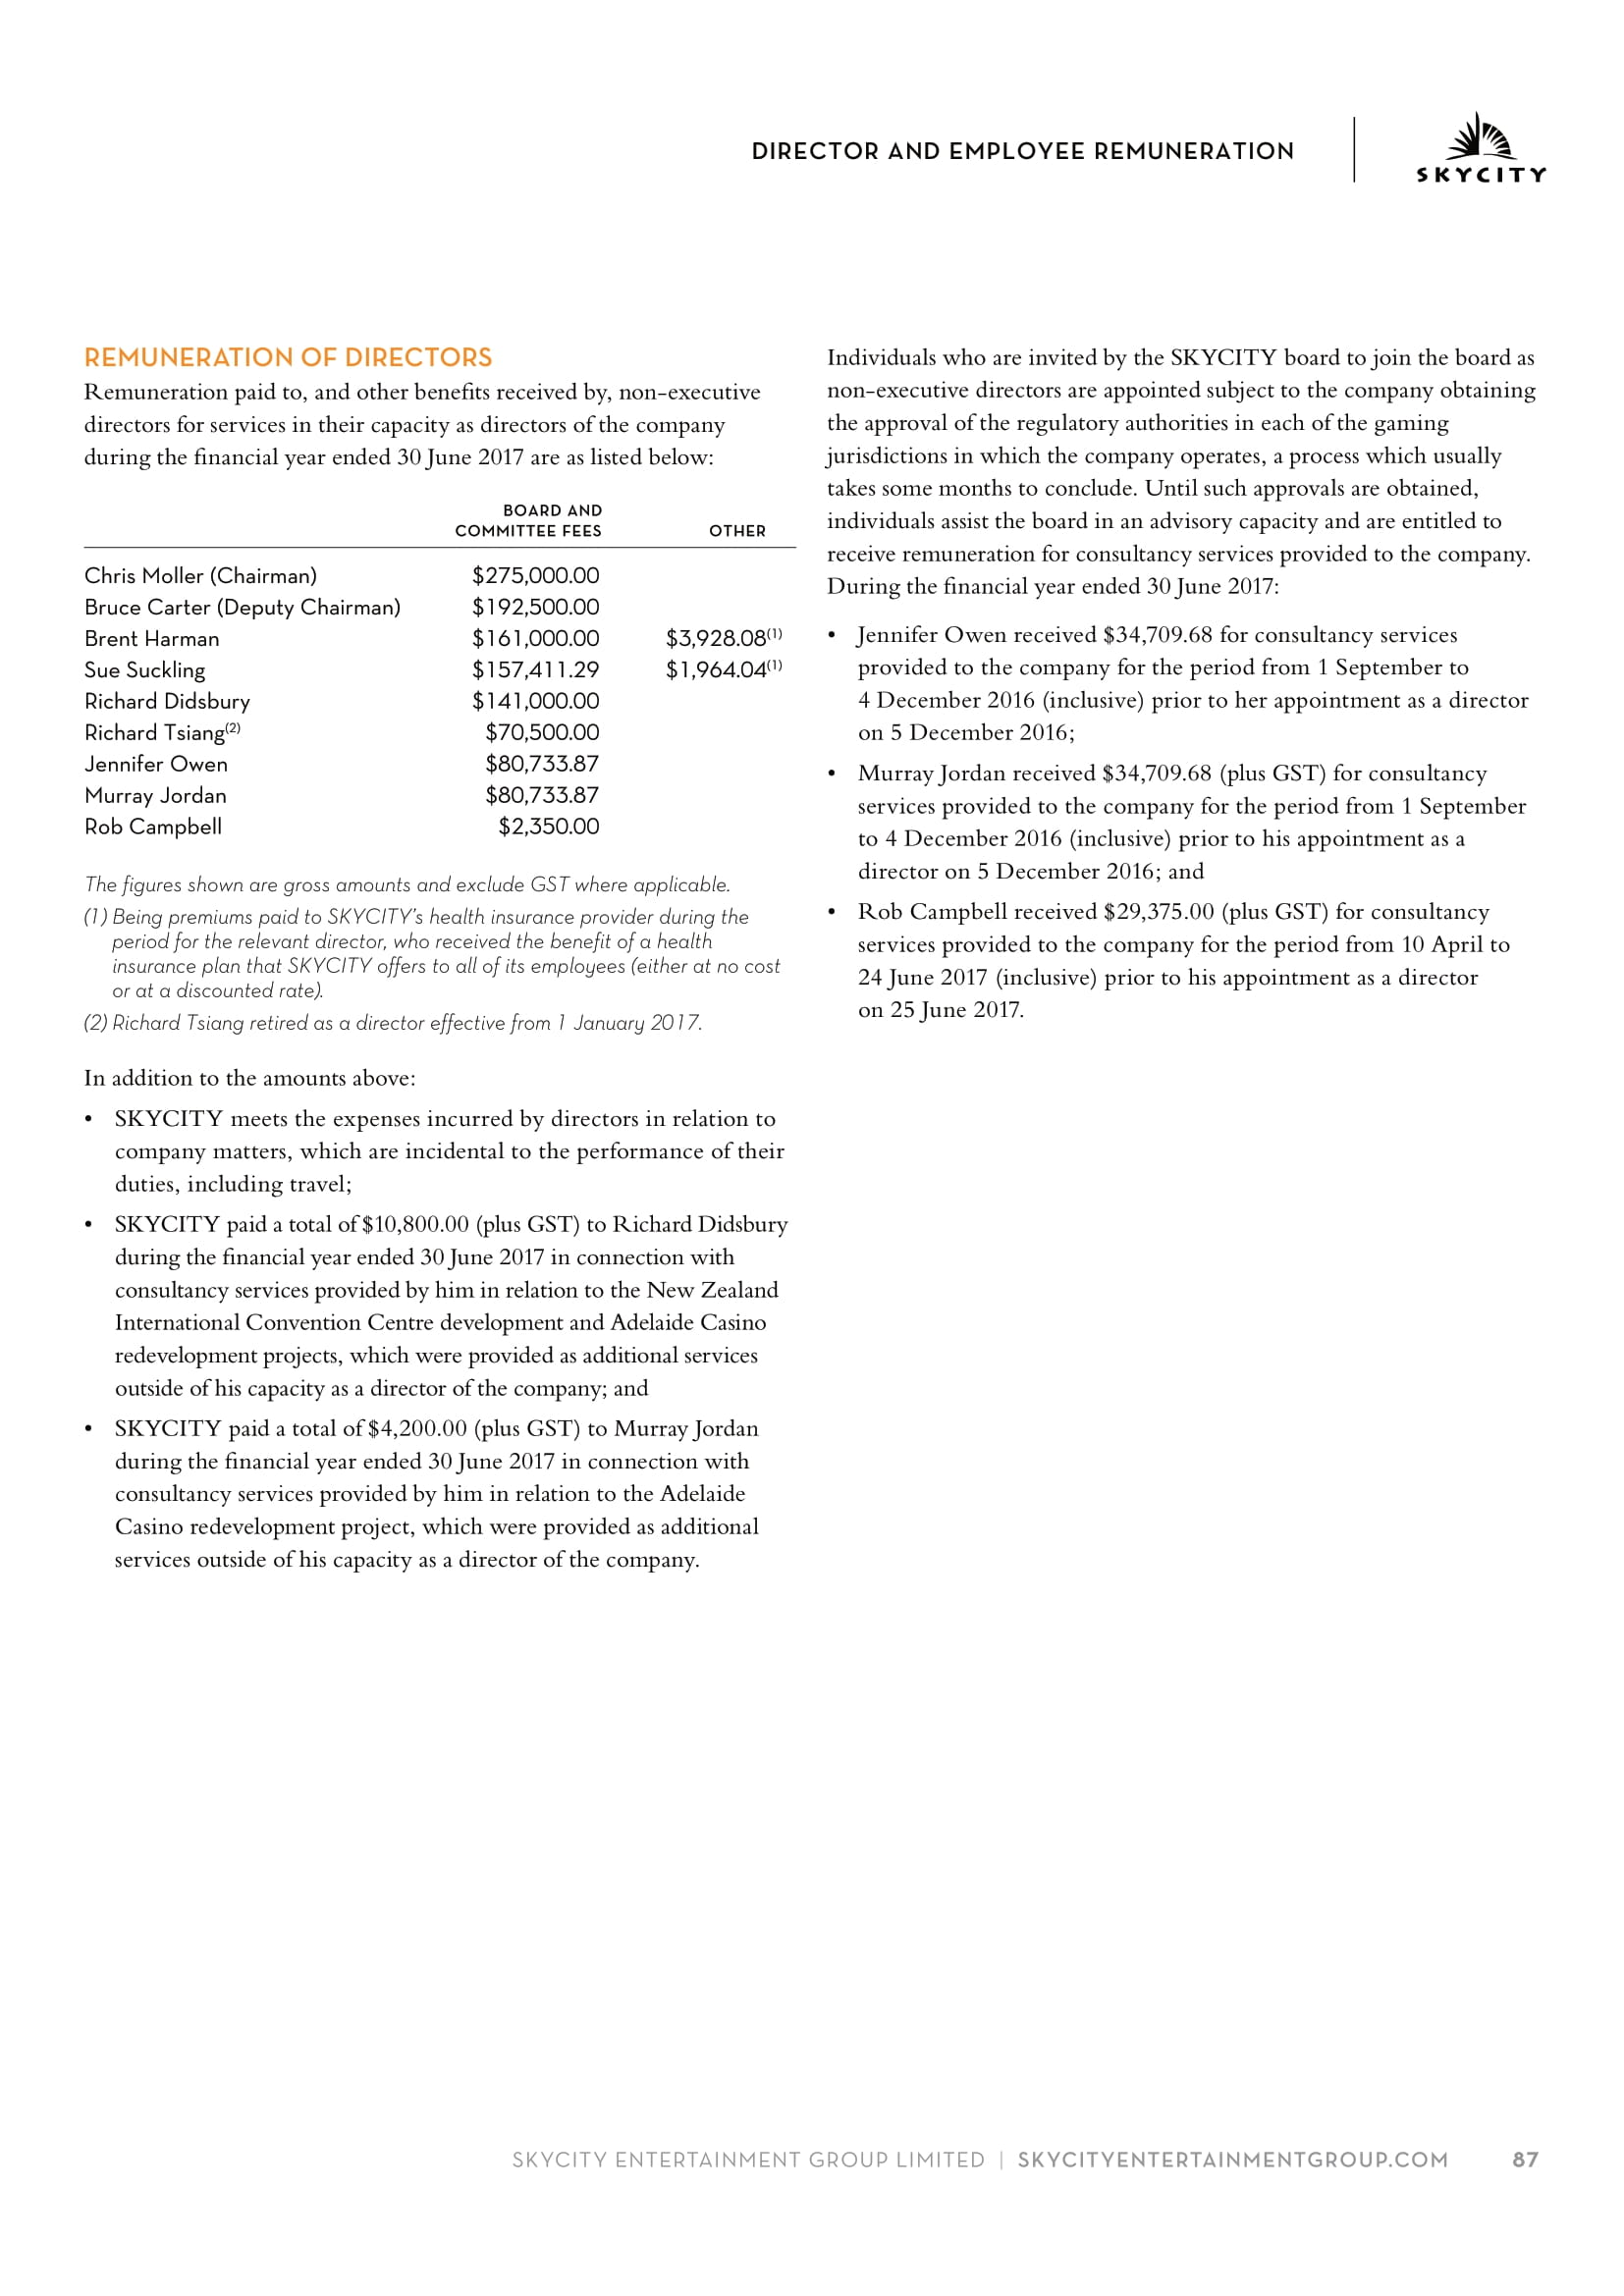 DIRECTOR AND EMPLOYEE REMUNERATION
SKYCITY
REMUNERATION OF DIRECTORS
Remuneration paid to, and other benefits received by, non-executive
directors for services in their capacity as directors of the company
during the financial year ended 30 June 2017 are as listed below:
BOARD AND
COMMITTEE FEES OTHER
Chris Moller (Chairman) $275,000.00
Bruce Carter (Deputy Chairman) $192,500.00
Brent Harman $161,000.00 $3,928.08(1)
Sue Suckling $157,411.29 $1,964.04(1)
Richard Didsbury $141,000.00
Richard Tsiang(2) $70,500.00
Jennifer Owen $80,733.87
Murray Jordan $80,733.87
Rob Campbell $2,350.00
The figures shown are gross amounts and exclude GST where applicable.
(1) Being premiums paid to SKYCITY's health insurance provider during the
period for the relevant director, who received the benefit of a health
insurance plan that SKYCITY offers to all of its employees (either at no cost
or at a discounted rate).
(2) Richard Tsiang retired as a director effective from 1 January 2017.
In addition to the amounts above:
• SKYCITY meets the expenses incurred by directors in relation to
company matters, which are incidental to the performance of their
duties, including travel;
• SKYCITY paid a total of $10,800.00 (plus GST) to Richard Didsbury
during the financial year ended 30 June 2017 in connection with
consultancy services provided by him in relation to the New Zealand
International Convention Centre development and Adelaide Casino
redevelopment projects, which were provided as additional services
outside of his capacity as a director of the company; and
• SKYCITY paid a total of $4,200.00 (plus GST) to Murray Jordan
during the financial year ended 30 June 2017 in connection with
consultancy services provided by him in relation to the Adelaide
Casino redevelopment project, which were provided as additional
services outside of his capacity as a director of the company.
Individuals who are invited by the SKYCITY board to join the board as
non-executive directors are appointed subject to the company obtaining
the approval of the regulatory authorities in each of the gaming
jurisdictions in which the company operates, a process which usually
takes some months to conclude. Until such approvals are obtained,
individuals assist the board in an advisory capacity and are entitled to
receive remuneration for consultancy services provided to the company.
During the financial year ended 30 June 2017:
• Jennifer Owen received $34,709.68 for consultancy services
provided to the company for the period from 1 September to
4 December 2016 (inclusive) prior to her appointment as a director
on 5 December 2016;
• Murray Jordan received $34,709.68 (plus GST) for consultancy
services provided to the company for the period from 1 September
to 4 December 2016 (inclusive) prior to his appointment as a
director on 5 December 2016; and
• Rob Campbell received $29,375.00 (plus GST) for consultancy
services provided to the company for the period from 10 April to
24 June 2017 (inclusive) prior to his appointment as a director
on 25 June 2017.
SKYCITY ENTERTAINMENT GROUP LIMITED | SKYCITYENTERTAINMENTGROUP.COM 87